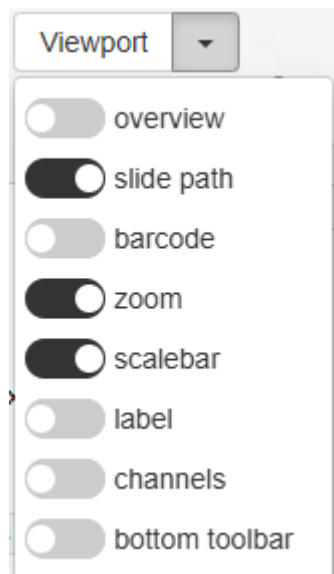 Viewport
overview
slide path
barcode
zoom
scalebar
label
channels
bottom toolbar